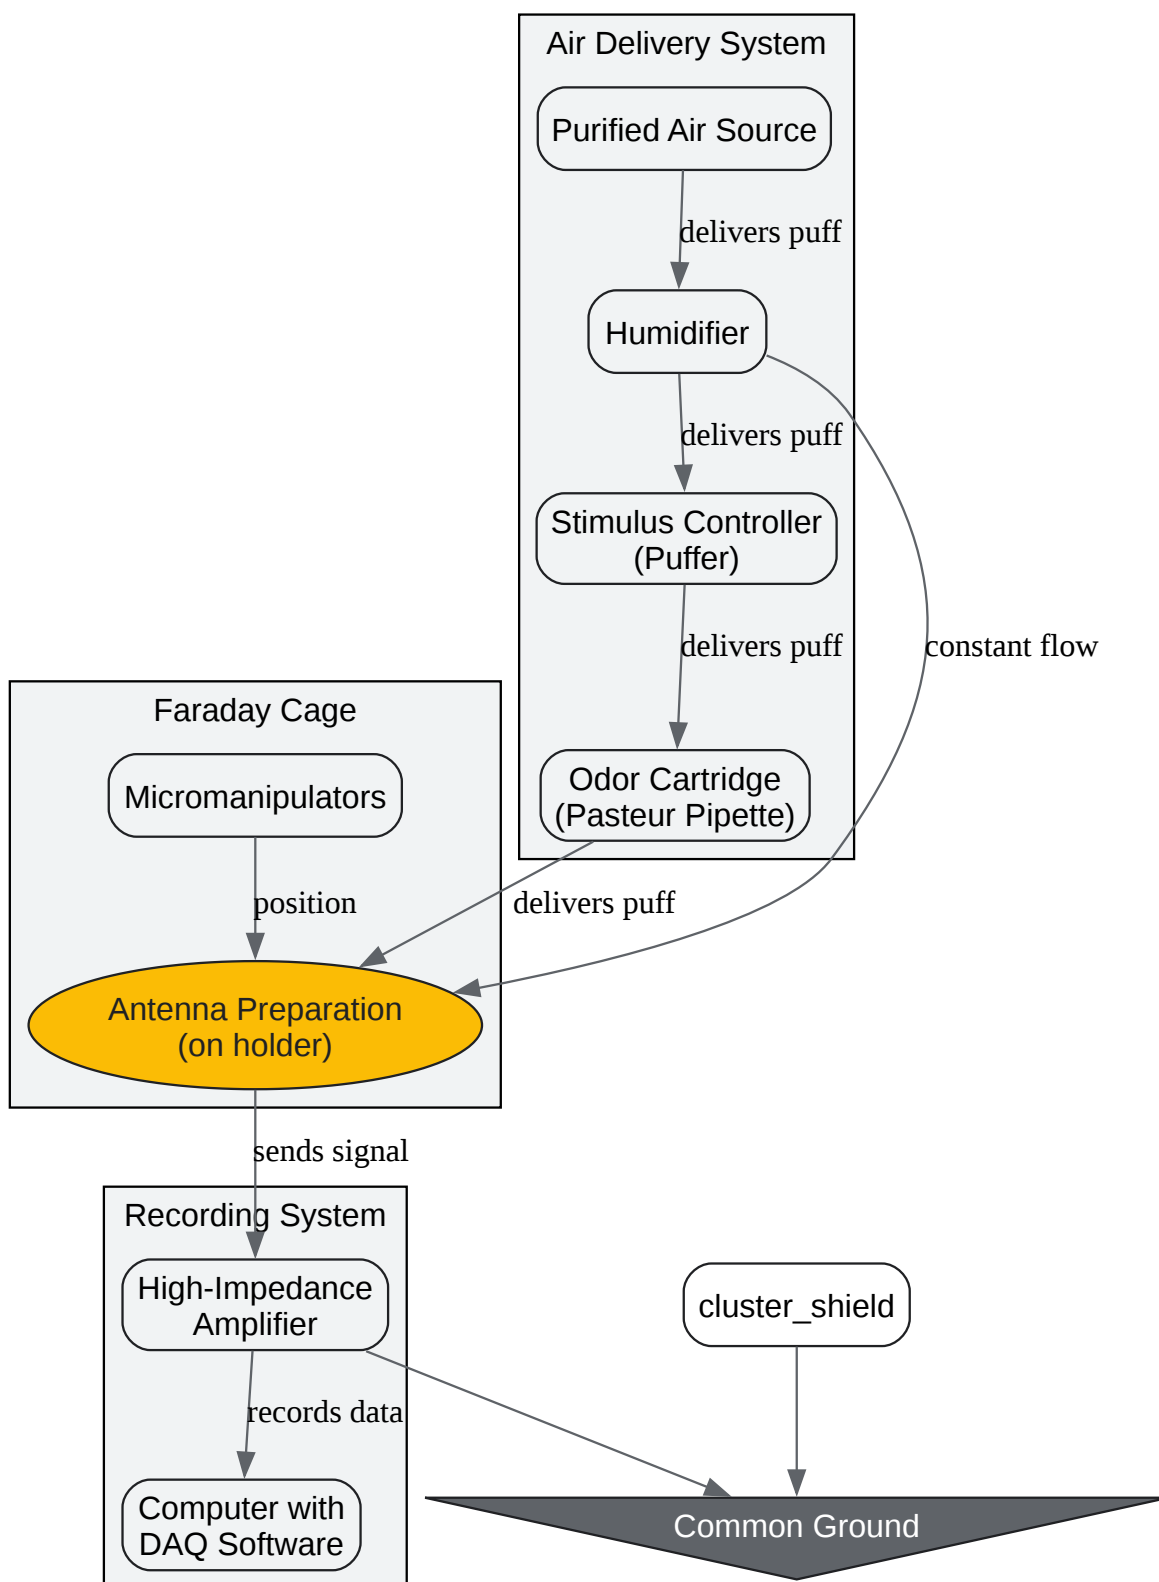 Air Delivery System
Purified Air Source
delivers puff
Humidifier
delivers puff
Stimulus Controller
(Puffer)
delivers puff
constant flow
Odor Cartridge
(Pasteur Pipette)
Faraday Cage
Micromanipulators
position
delivers puff
Antenna Preparation
(on holder)
sends signal
Recording System
High-Impedance
Amplifier
cluster_shield
records data
Computer with
DAQ Software
Common Ground